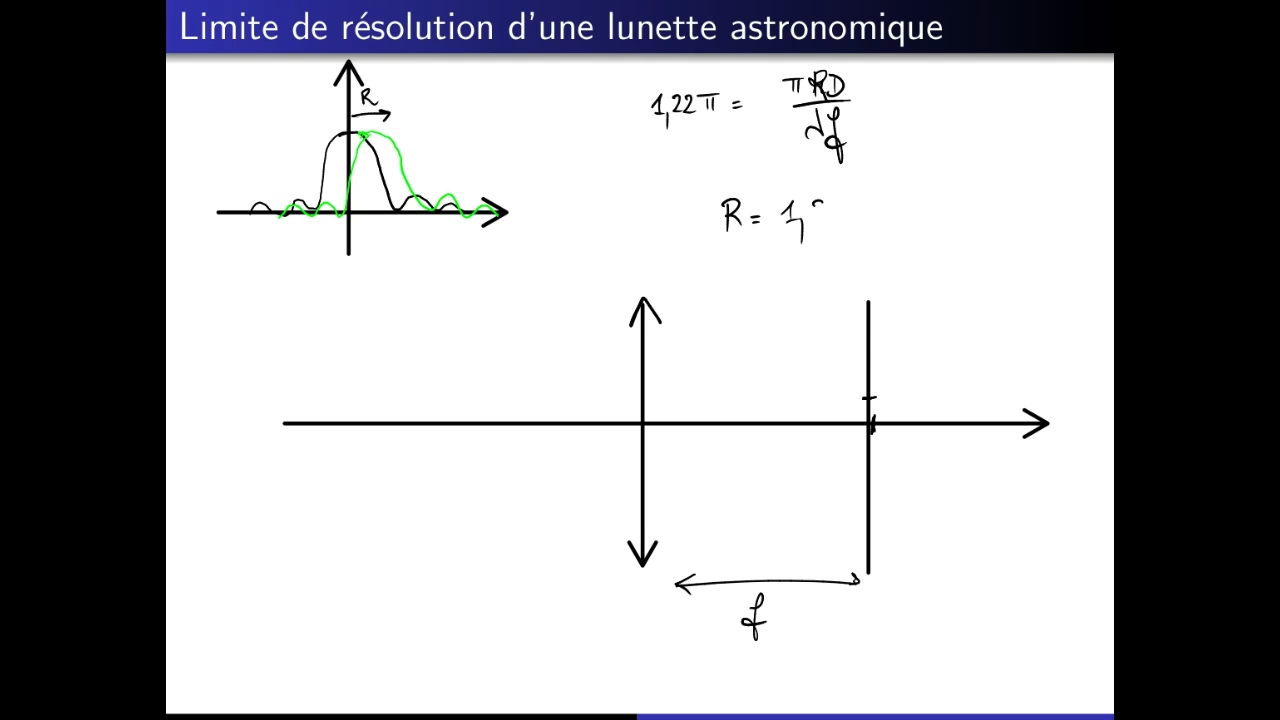 Limite de résolution d'une lunette astronomique
R
1,22π = πRD
λf
R = 1,
f